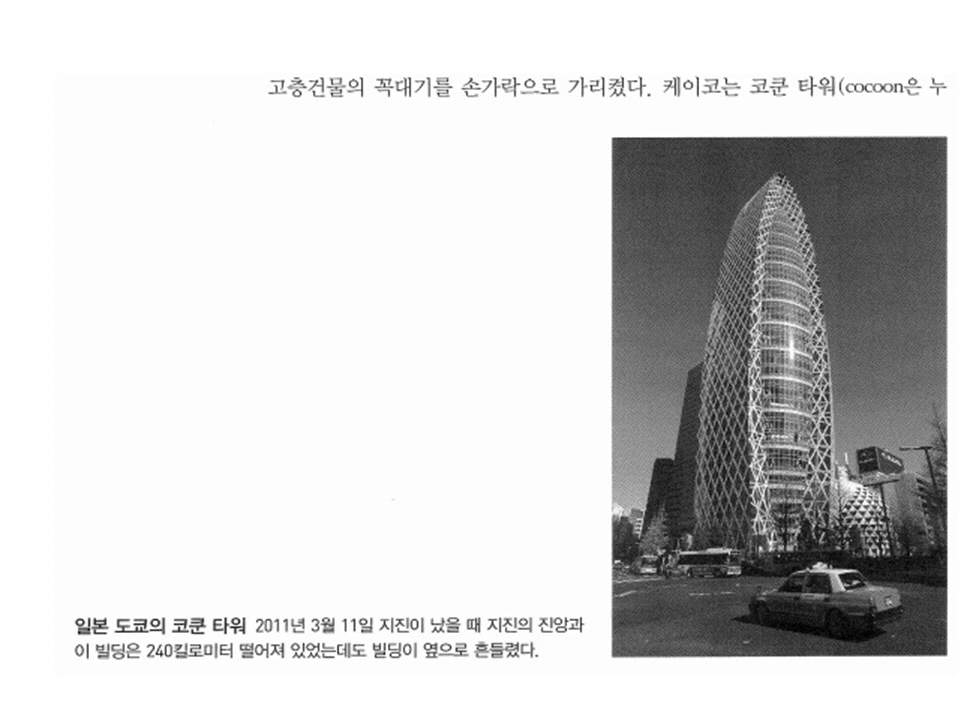 고층건물의 꼭대기를 손가락으로 가리켰다. 케이코는 코쿤 타워(cocoon은 누
일본 도쿄의 코쿤 타워 2011년 3월 11일 지진이 났을 때 지진의 진앙과
이 빌딩은 240킬로미터 떨어져 있었는데도 빌딩이 옆으로 흔들렸다.